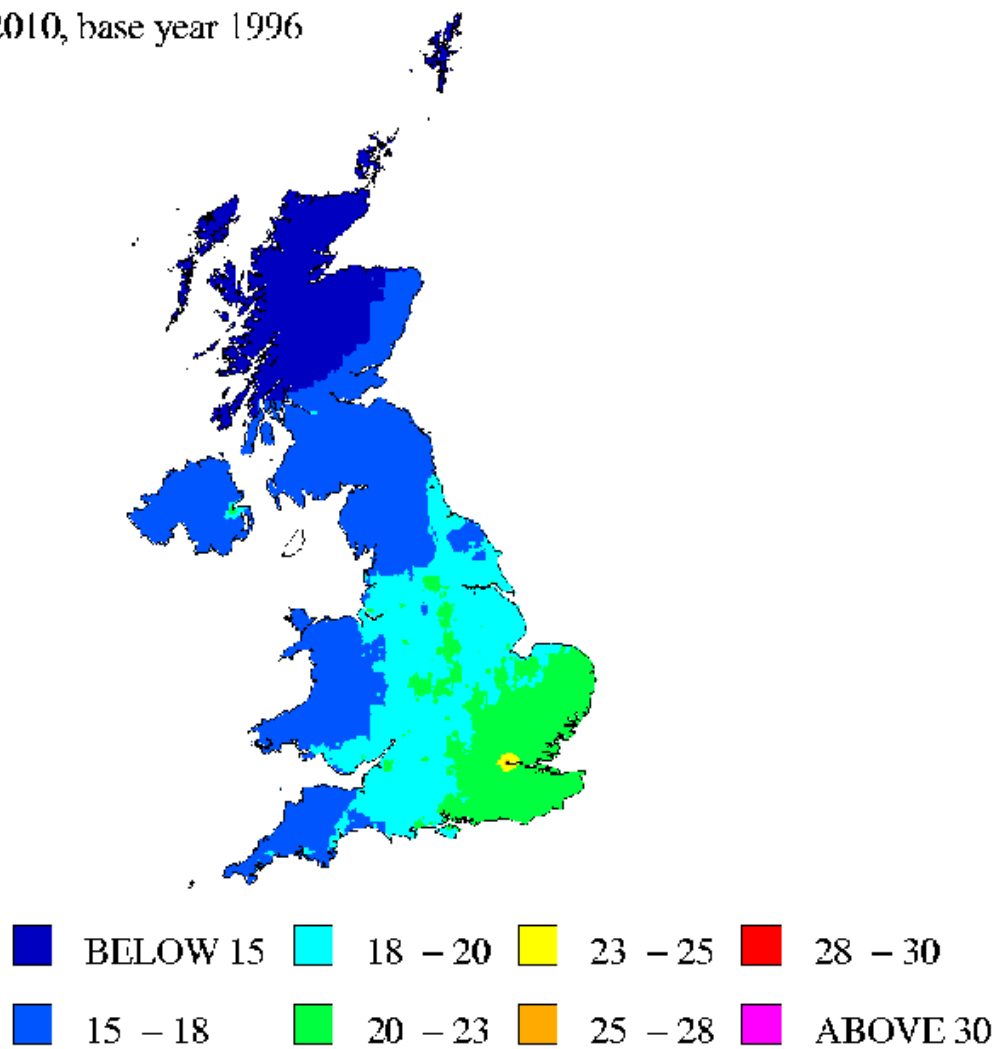 2010, base year 1996
BELOW 15 18 – 20 23 – 25 28 – 30
15 – 18 20 – 23 25 – 28 ABOVE 30